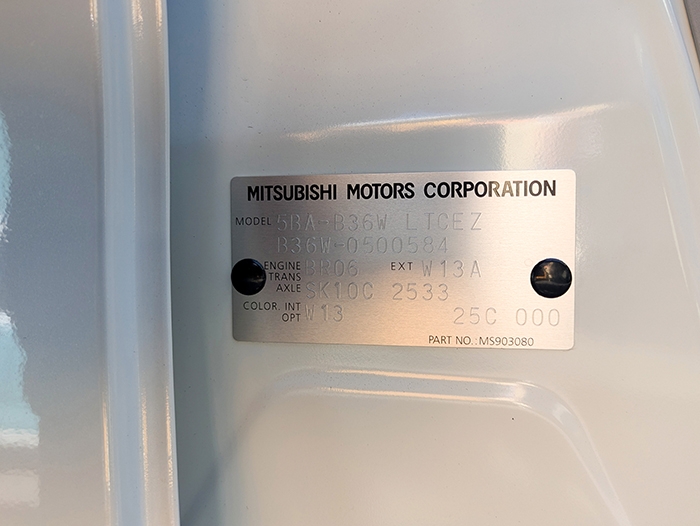 MITSUBISHI MOTORS CORPORATION
MODEL 5BA-B36W LTCEZ
B36W-0500584
ENGINE BR06 EXT W13A
TRANS
AXLE SK10C 2533
COLOR. INT W13 25C 000
OPT
PART NO.:MS903080